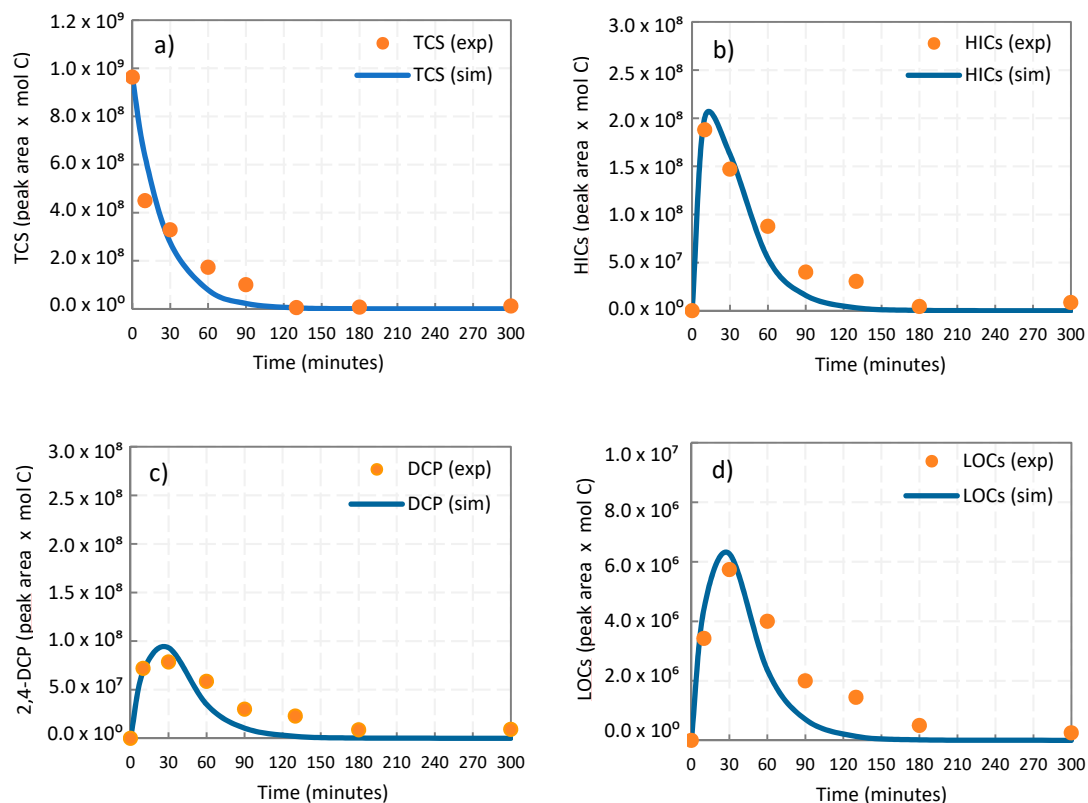 a)
TCS (exp)
TCS (sim)
1.2 x 10⁹
1.0 x 10⁹
8.0 x 10⁸
6.0 x 10⁸
4.0 x 10⁸
2.0 x 10⁸
0.0 x 10⁰
TCS (peak area x mol C)
0 30 60 90 120 150 180 210 240 270 300
Time (minutes)
b)
HICs (exp)
HICs (sim)
3.0 x 10⁸
2.5 x 10⁸
2.0 x 10⁸
1.5 x 10⁸
1.0 x 10⁸
5.0 x 10⁷
0.0 x 10⁰
HICs (peak area x mol C)
0 30 60 90 120 150 180 210 240 270 300
Time (minutes)
c)
DCP (exp)
DCP (sim)
3.0 x 10⁸
2.5 x 10⁸
2.0 x 10⁸
1.0 x 10⁸
5.0 x 10⁷
0.0 x 10⁰
2,4-DCP (peak area x mol C)
0 30 60 90 120 150 180 210 240 270 300
Time (minutes)
d)
LOCs (exp)
LOCs (sim)
1.0 x 10⁷
8.0 x 10⁶
6.0 x 10⁶
4.0 x 10⁶
2.0 x 10⁶
0.0 x 10⁰
LOCs (peak area x mol C)
0 30 60 90 120 150 180 210 240 270 300
Time (minutes)